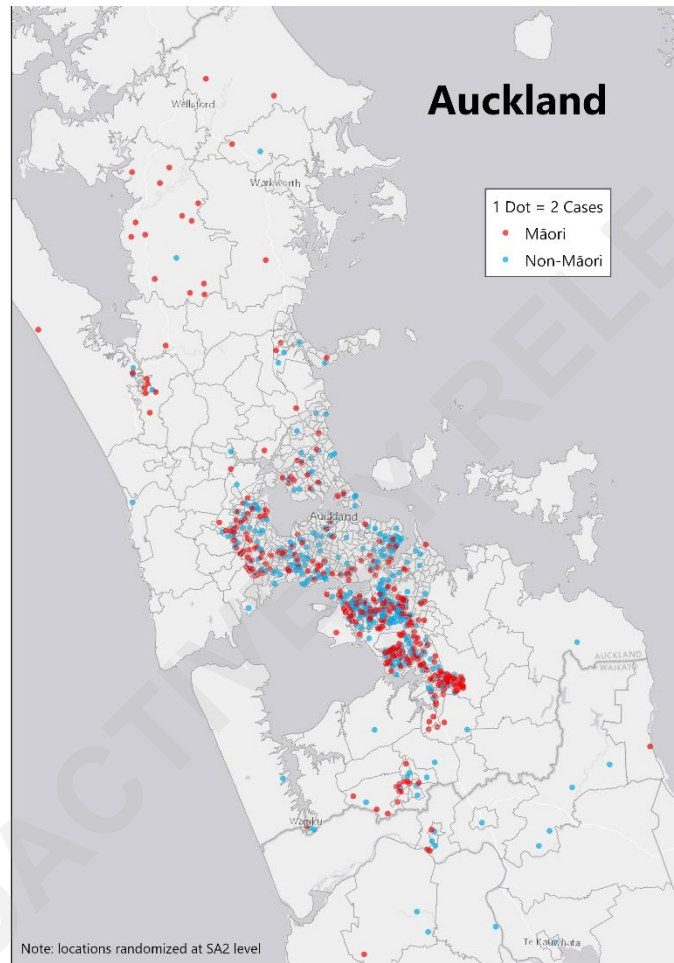 AUCKLAND
Wellsford
Auckland
Warkworth
1 Dot = 2 Cases
Māori
Non-Māori
Auckland
AUCKLAND
WAIKATO
Waiuku
Te Kauwhata
Note: locations randomized at SA2 level